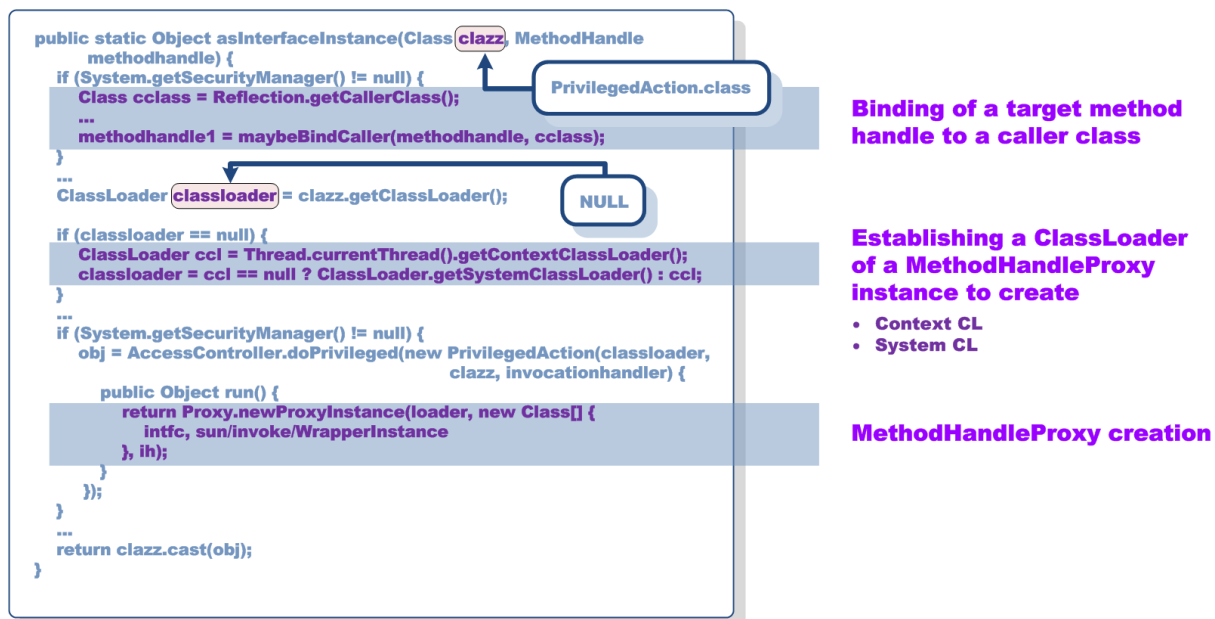 public static Object asInterfaceInstance(Class clazz, MethodHandle
methodhandle) {
if (System.getSecurityManager() != null) {
PrivilegedAction.class
Class cclass = Reflection.getCallerClass();
...
methodhandle1 = maybeBindCaller(methodhandle, cclass);
Binding of a target method
handle to a caller class
}
...
ClassLoader classloader = clazz.getClassLoader();
NULL
if (classloader == null) {
ClassLoader ccl = Thread.currentThread().getContextClassLoader();
classloader = ccl == null ? ClassLoader.getSystemClassLoader() : ccl;
}
Establishing a ClassLoader
of a MethodHandleProxy
instance to create
• Context CL
• System CL
...
if (System.getSecurityManager() != null) {
obj = AccessController.doPrivileged(new PrivilegedAction(classloader,
clazz, invocationhandler) {
public Object run() {
return Proxy.newProxyInstance(loader, new Class[] {
intfc, sun/invoke/WrapperInstance
}, ih);
MethodHandleProxy creation
}
});
}
...
return clazz.cast(obj);
}